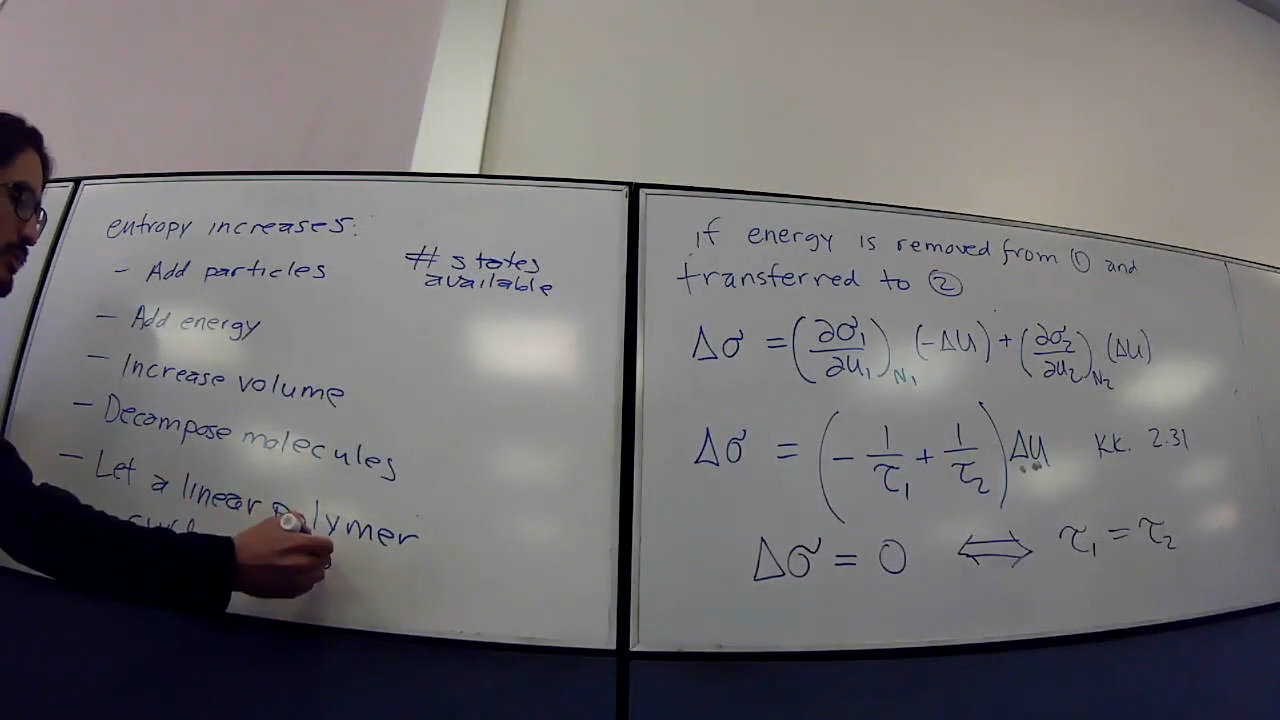 entropy increases:
- Add particles
# states
available
- Add energy
- Increase volume
- Decompose molecules
- Let a linear polymer
if energy is removed from ① and
transferred to ②
Δσ = (∂σ₁/∂U₁)_N₁ (-ΔU) + (∂σ₂/∂U₂)_N₂ (ΔU)
Δσ = (- 1/τ₁ + 1/τ₂) ΔU KK. 2.31
Δσ = 0 ⟺ τ₁ = τ₂